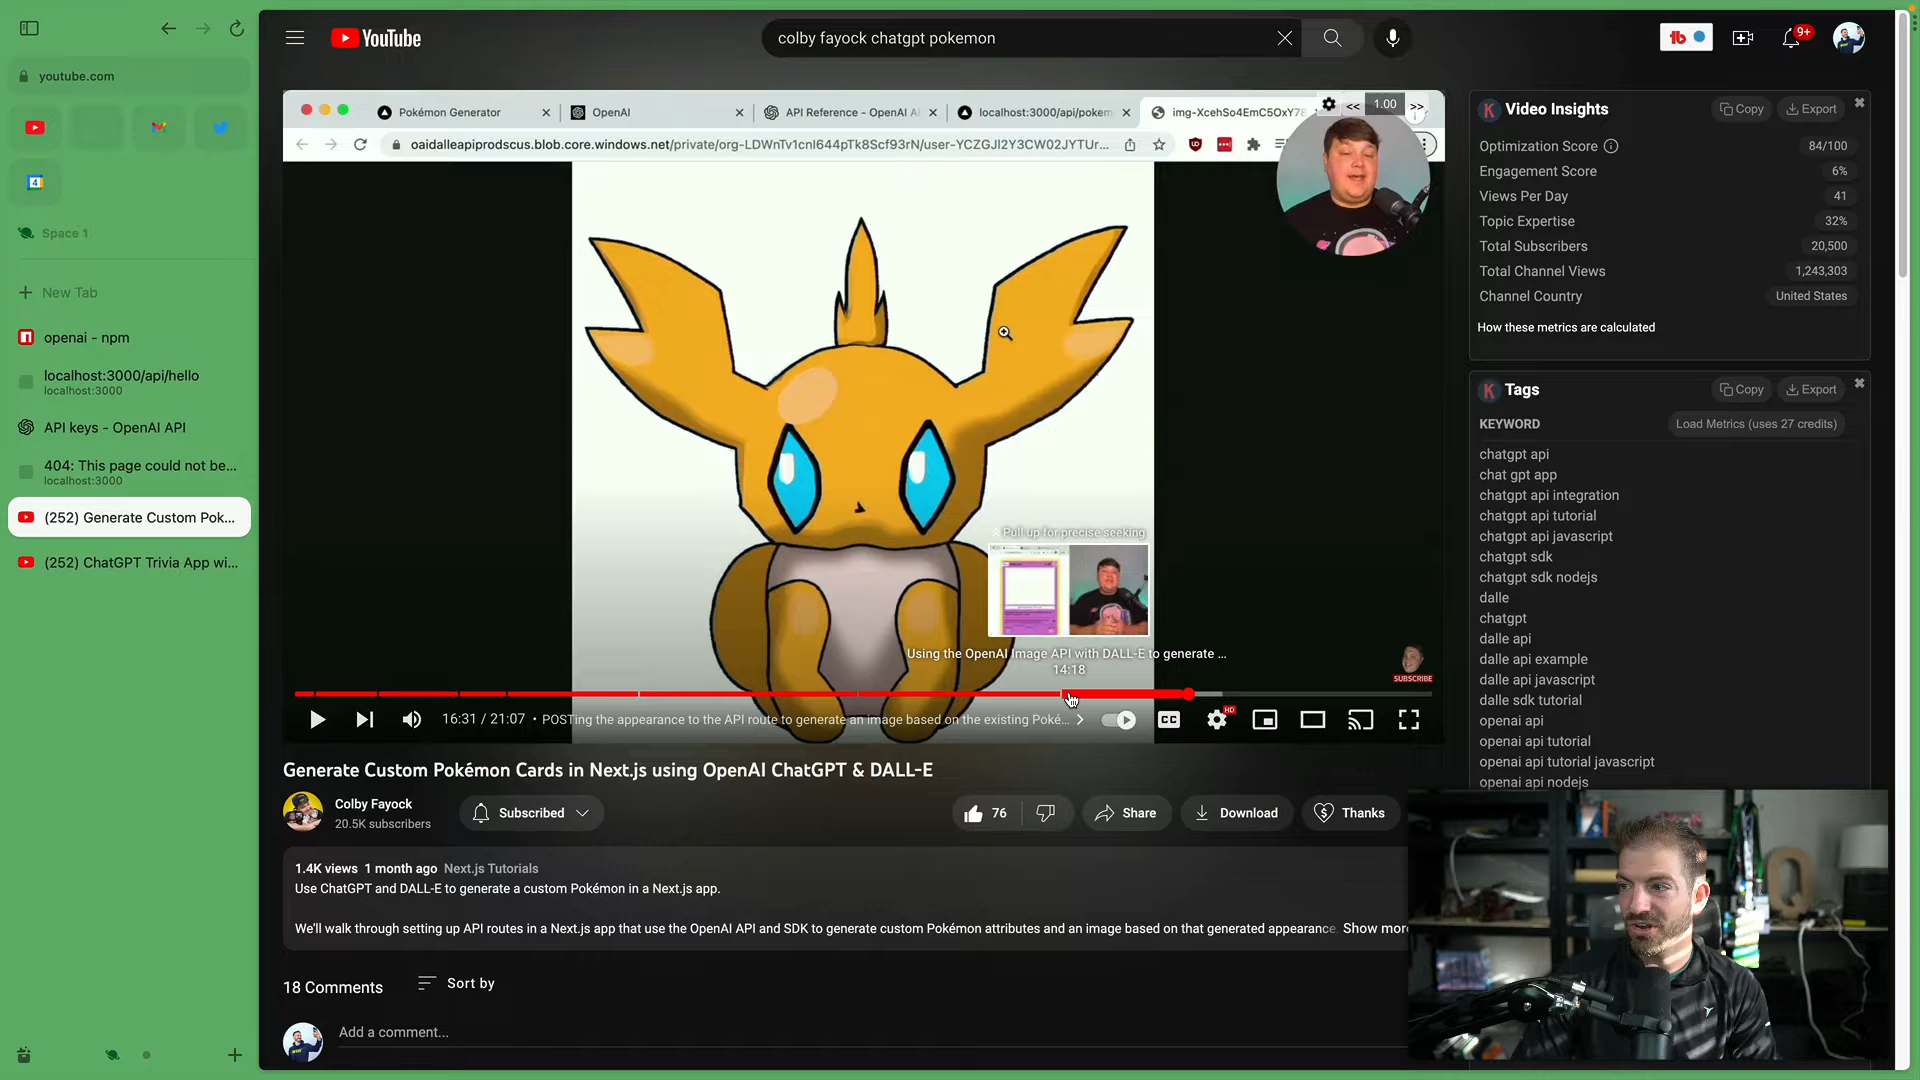 youtube.com
Space 1
New Tab
openai - npm
localhost:3000/api/hello
localhost:3000
API keys - OpenAI API
404: This page could not be...
localhost:3000
(252) Generate Custom Pok...
(252) ChatGPT Trivia App wi...
4
YouTube
colby fayock chatgpt pokemon
9+
Pokémon Generator
OpenAI
API Reference - OpenAI A
localhost:3000/api/pokem
img-XcehSo4EmC5OxY7B
<< 1.00 >>
oaidalleapiprodscus.blob.core.windows.net/private/org-LDWnTv1cnl644pTk8Scf93rN/user-YCZGJI2Y3CW02JYTUr...
Pull up for precise seeking
Using the OpenAI Image API with DALL-E to generate ...
14:18
SUBSCRIBE
16:31 / 21:07 • POSTing the appearance to the API route to generate an image based on the existing Poké...
CC
HD
Generate Custom Pokémon Cards in Next.js using OpenAI ChatGPT & DALL-E
Colby Fayock
20.5K subscribers
Subscribed
76
Share
Download
Thanks
1.4K views 1 month ago Next.js Tutorials
Use ChatGPT and DALL-E to generate a custom Pokémon in a Next.js app.
We'll walk through setting up API routes in a Next.js app that use the OpenAI API and SDK to generate custom Pokémon attributes and an image based on that generated appearance. Show more
18 Comments
Sort by
Add a comment...
Video Insights
Copy
Export
Optimization Score 84/100
Engagement Score 6%
Views Per Day 41
Topic Expertise 32%
Total Subscribers 20,500
Total Channel Views 1,243,303
Channel Country United States
How these metrics are calculated
Tags
Copy
Export
KEYWORD
Load Metrics (uses 27 credits)
chatgpt api
chat gpt app
chatgpt api integration
chatgpt api tutorial
chatgpt api javascript
chatgpt sdk
chatgpt sdk nodejs
dalle
chatgpt
dalle api
dalle api example
dalle api javascript
dalle sdk tutorial
openai api
openai api tutorial
openai api tutorial javascript
openai api nodejs